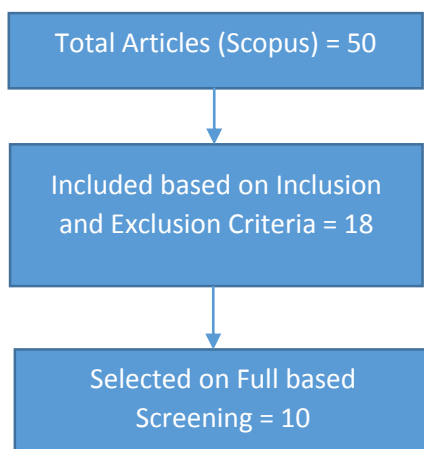 Total Articles (Scopus) = 50
Included based on Inclusion
and Exclusion Criteria = 18
Selected on Full based
Screening = 10